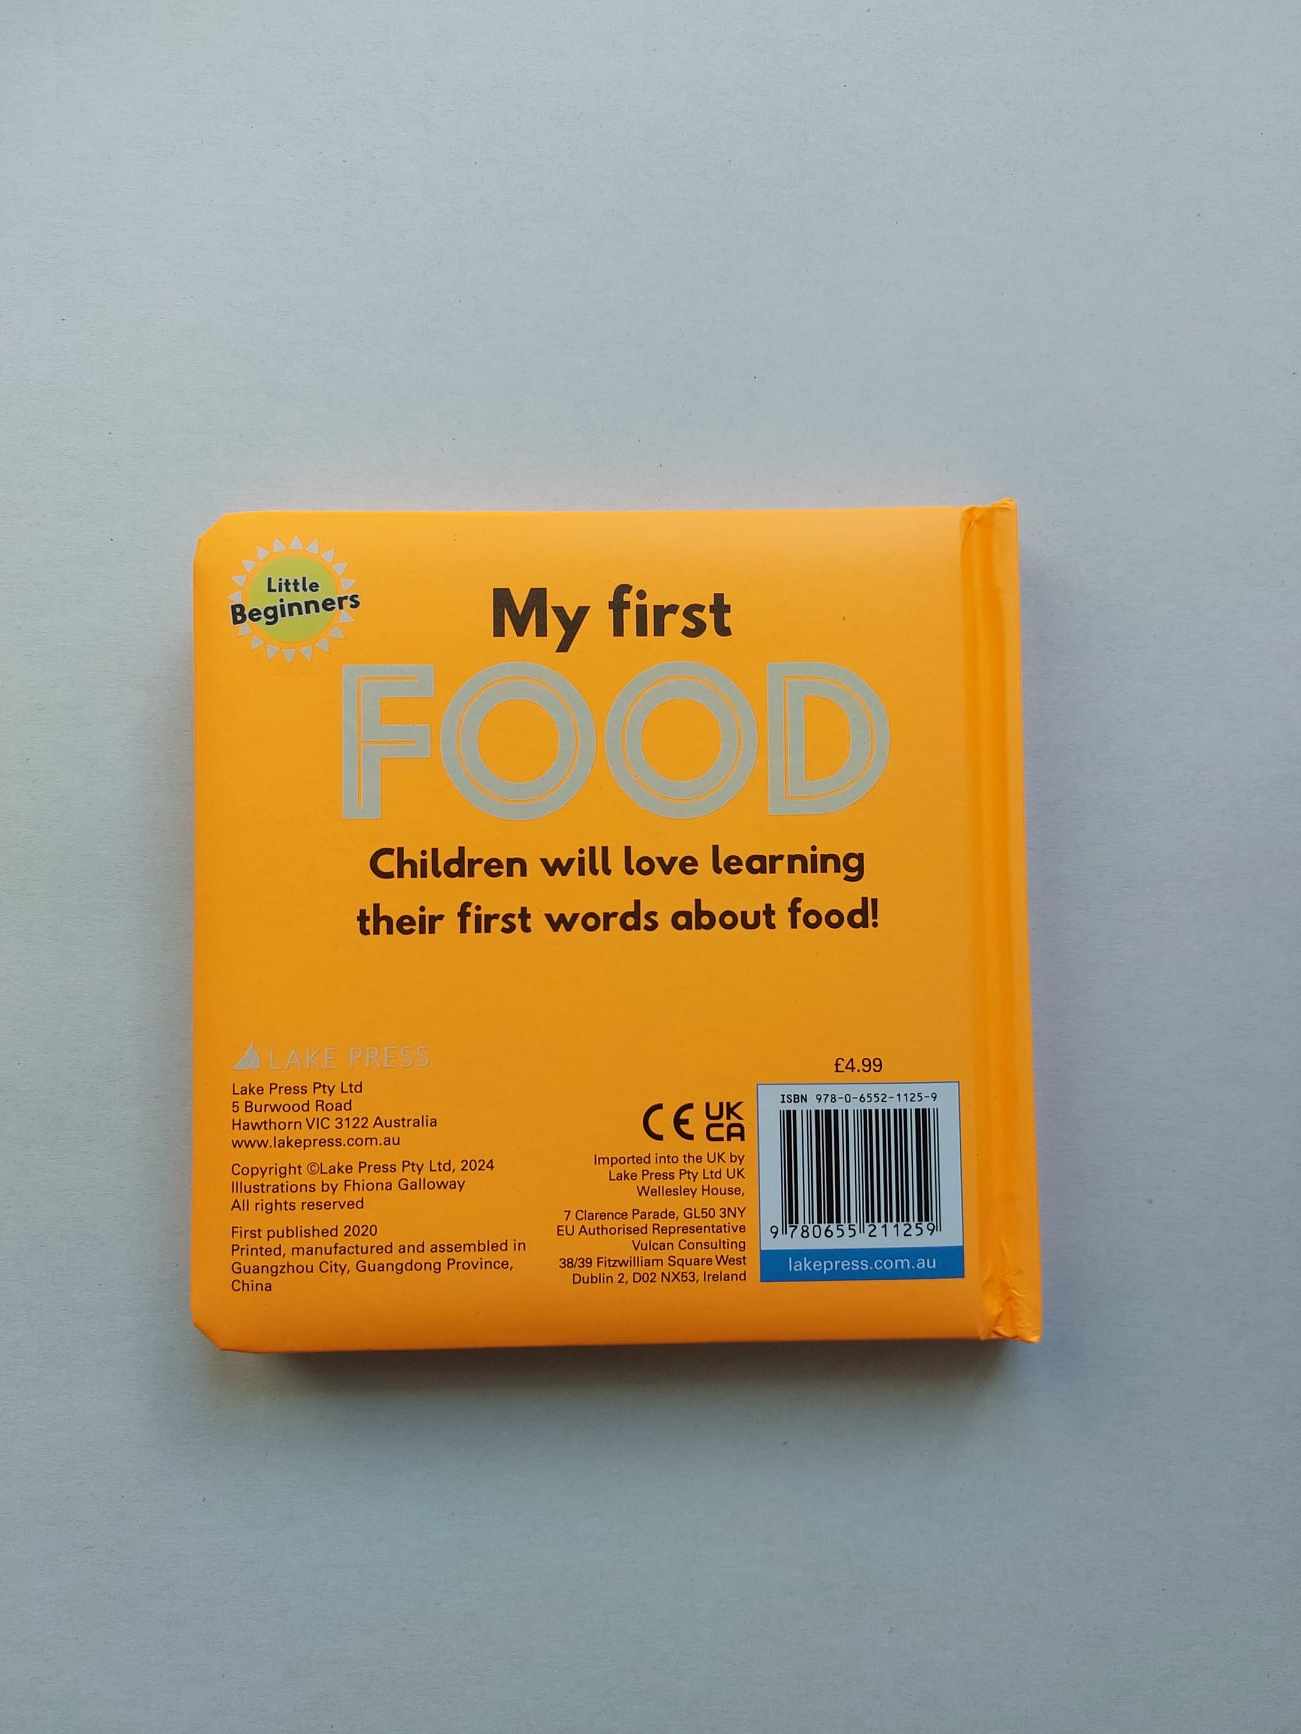 Little
Beginners
My first
FOOD
Children will love learning
their first words about food!
LAKE PRESS
Lake Press Pty Ltd
5 Burwood Road
Hawthorn VIC 3122 Australia
www.lakepress.com.au
Copyright ©Lake Press Pty Ltd, 2024
Illustrations by Fhiona Galloway
All rights reserved
First published 2020
Printed, manufactured and assembled in
Guangzhou City, Guangdong Province,
China
CE UK
CA
Imported into the UK by
Lake Press Pty Ltd UK
Wellesley House,
7 Clarence Parade, GL50 3NY
EU Authorised Representative
Vulcan Consulting
38/39 Fitzwilliam Square West
Dublin 2, D02 NX53, Ireland
£4.99
ISBN 978-0-6552-1125-9
9 780655 211259
lakepress.com.au